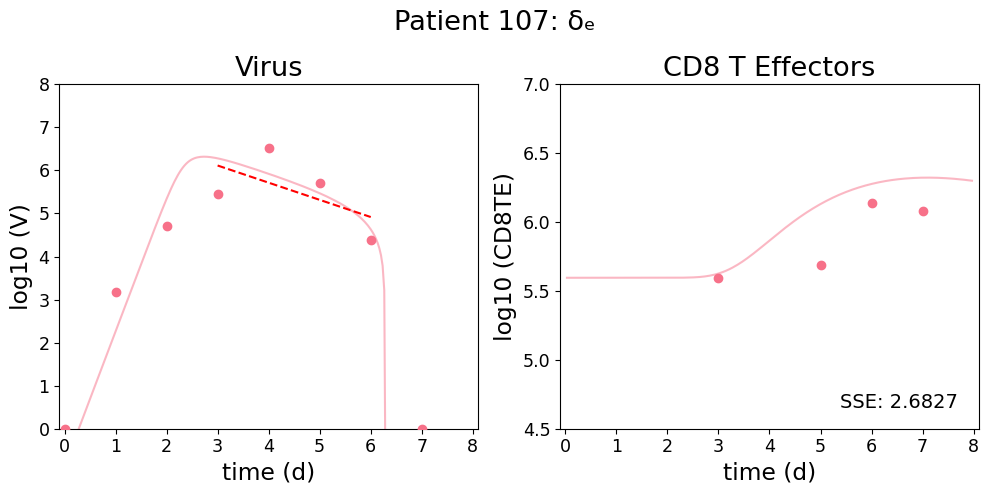 Patient 107: δₑ
Virus
CD8 T Effectors
log10 (V)
8
7
6
5
4
3
2
1
0
0 1 2 3 4 5 6 7 8
time (d)
log10 (CD8TE)
7.0
6.5
6.0
5.5
5.0
4.5
SSE: 2.6827
0 1 2 3 4 5 6 7 8
time (d)